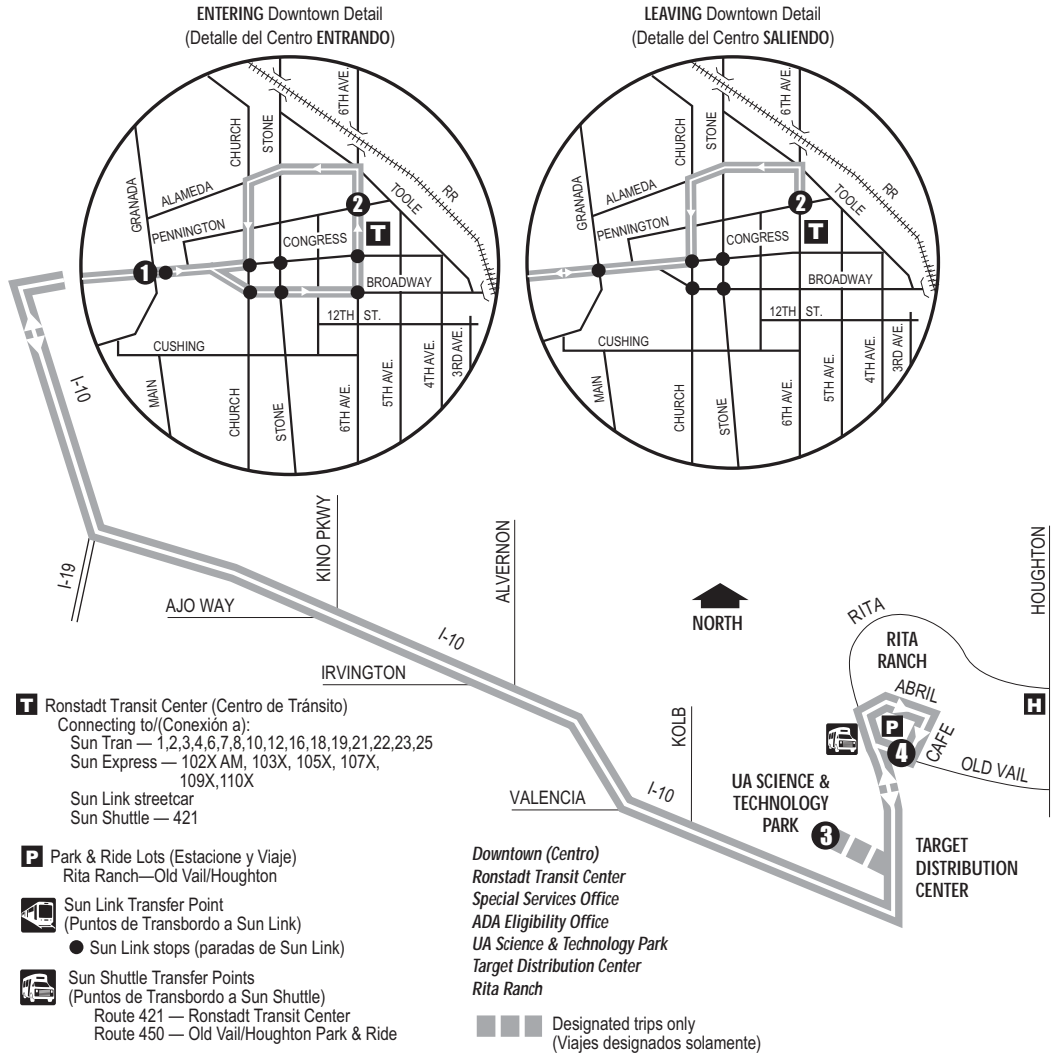 ENTERING Downtown Detail
(Detalle del Centro ENTRANDO)
6TH AVE.
STONE
CHURCH
GRANADA
ALAMEDA
PENNINGTON
TOOLE
RR
2
T
CONGRESS
1
BROADWAY
12TH ST.
CUSHING
MAIN
CHURCH
STONE
6TH AVE.
5TH AVE.
4TH AVE.
3RD AVE.
LEAVING Downtown Detail
(Detalle del Centro SALIENDO)
6TH AVE.
STONE
CHURCH
GRANADA
ALAMEDA
PENNINGTON
TOOLE
RR
2
T
CONGRESS
BROADWAY
12TH ST.
CUSHING
MAIN
CHURCH
STONE
6TH AVE.
5TH AVE.
4TH AVE.
3RD AVE.
I-10
I-19
KINO PKWY
AJO WAY
ALVERNON
I-10
IRVINGTON
NORTH
HOUGHTON
RITA
RITA
RANCH
ABRIL
H
P
4
CAFE
OLD VAIL
KOLB
I-10
VALENCIA
UA SCIENCE &
TECHNOLOGY
PARK
3
TARGET
DISTRIBUTION
CENTER
T Ronstadt Transit Center (Centro de Tránsito)
Connecting to/(Conexión a):
Sun Tran — 1,2,3,4,6,7,8,10,12,16,18,19,21,22,23,25
Sun Express — 102X AM, 103X, 105X, 107X,
109X,110X
Sun Link streetcar
Sun Shuttle — 421
P Park & Ride Lots (Estacione y Viaje)
Rita Ranch—Old Vail/Houghton
Sun Link Transfer Point
(Puntos de Transbordo a Sun Link)
Sun Link stops (paradas de Sun Link)
Sun Shuttle Transfer Points
(Puntos de Transbordo a Sun Shuttle)
Route 421 — Ronstadt Transit Center
Route 450 — Old Vail/Houghton Park & Ride
Downtown (Centro)
Ronstadt Transit Center
Special Services Office
ADA Eligibility Office
UA Science & Technology Park
Target Distribution Center
Rita Ranch
Designated trips only
(Viajes designados solamente)